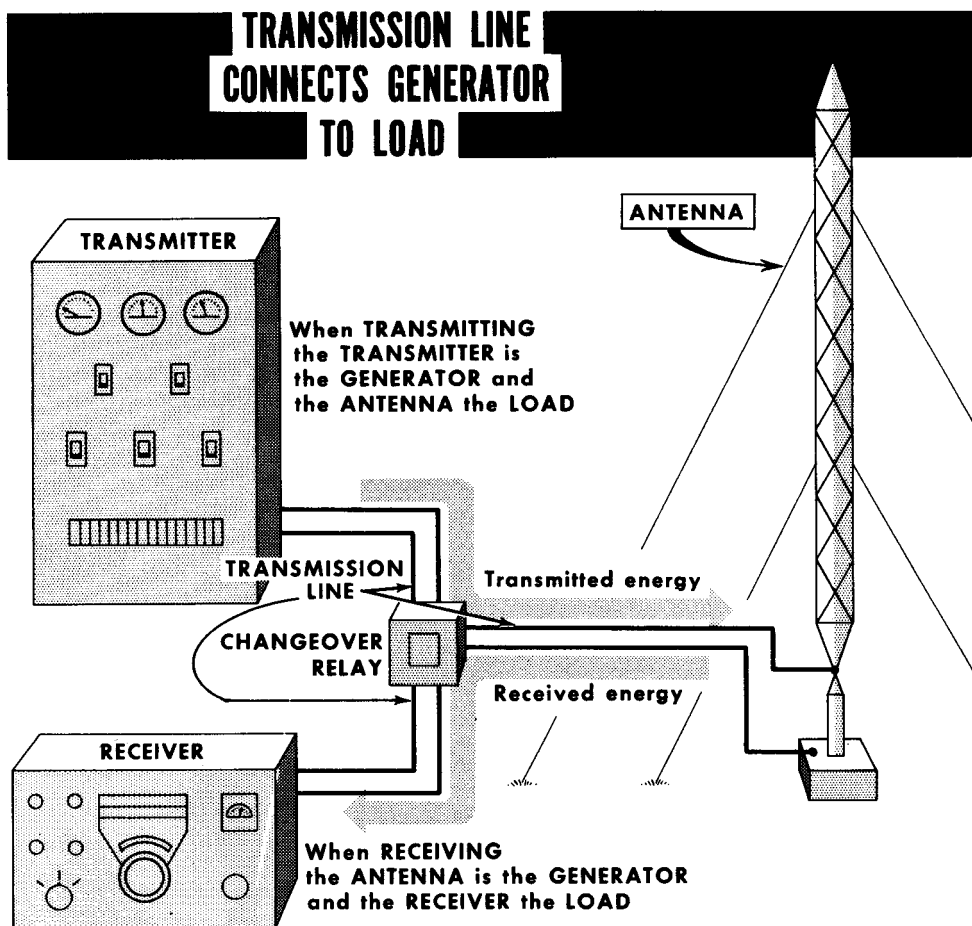 TRANSMISSION LINE
CONNECTS GENERATOR
TO LOAD
ANTENNA
TRANSMITTER
When TRANSMITTING
the TRANSMITTER is
the GENERATOR and
the ANTENNA the LOAD
TRANSMISSION
LINE
Transmitted energy
CHANGEOVER
RELAY
Received energy
RECEIVER
When RECEIVING
the ANTENNA is the GENERATOR
and the RECEIVER the LOAD